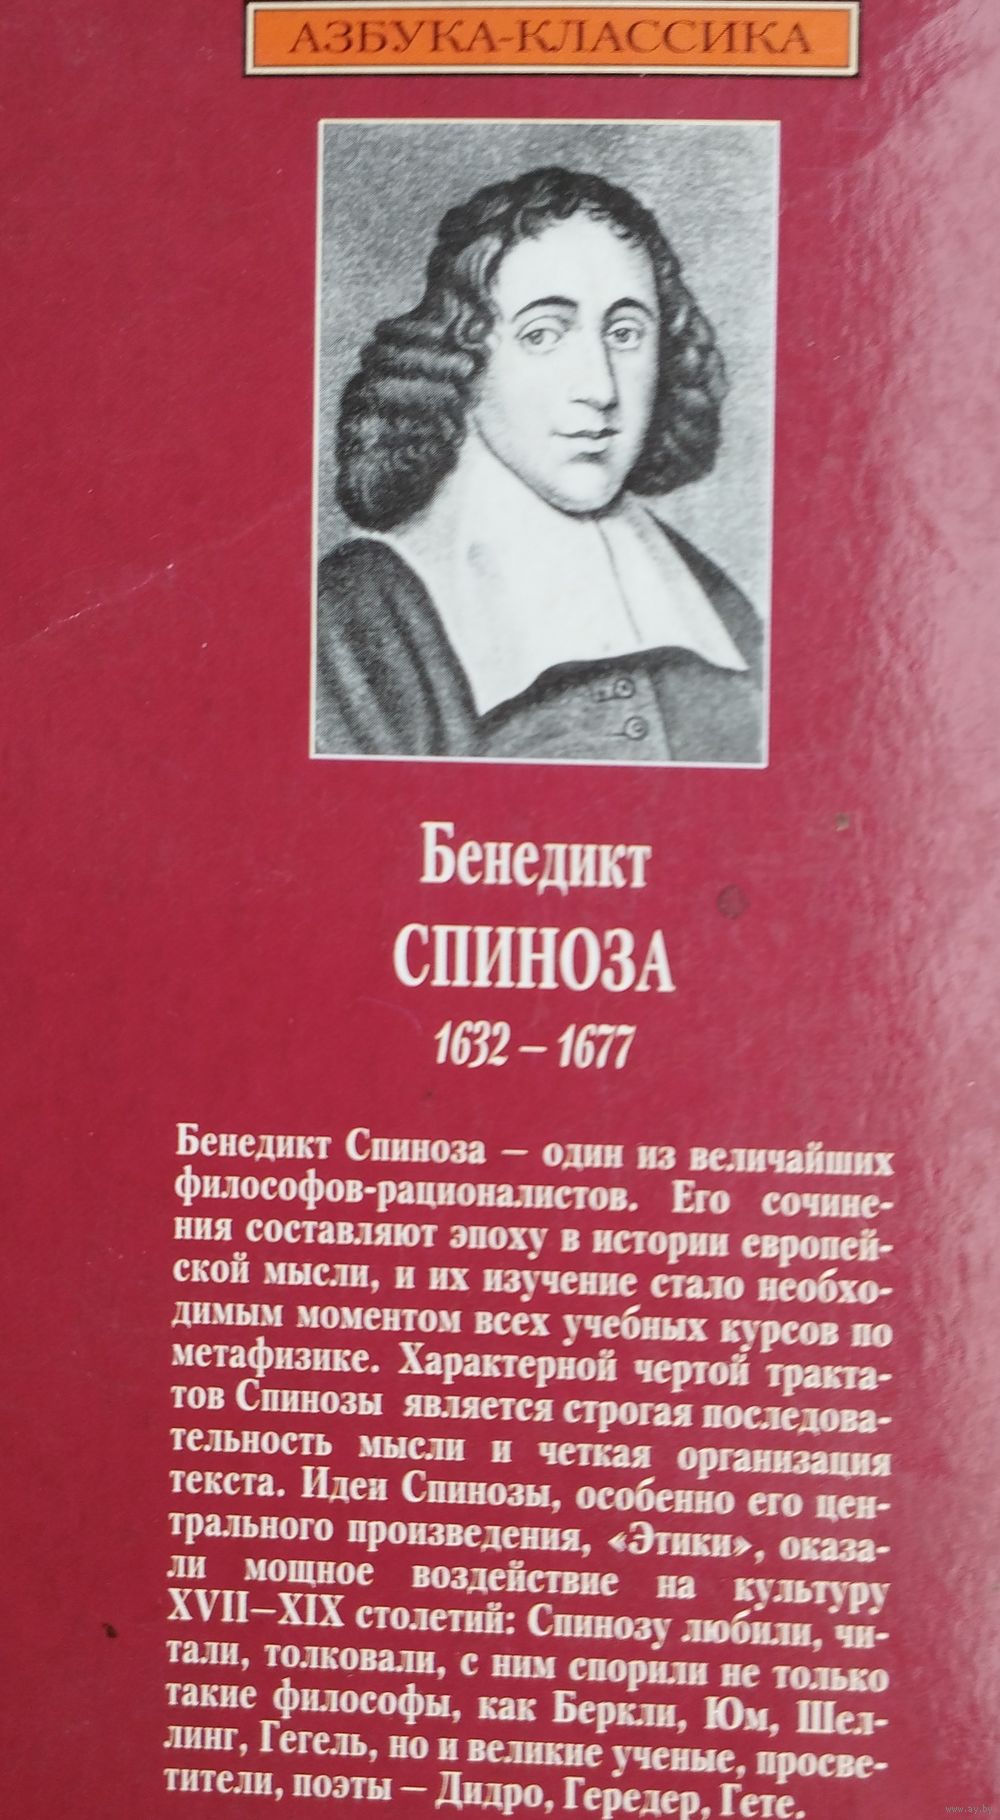 АЗБУКА-КЛАССИКА
Бенедикт
СПИНОЗА
1632 – 1677
Бенедикт Спиноза – один из величайших
философов-рационалистов. Его сочине-
ния составляют эпоху в истории европей-
ской мысли, и их изучение стало необхо-
димым моментом всех учебных курсов по
метафизике. Характерной чертой тракта-
тов Спинозы является строгая последова-
тельность мысли и четкая организация
текста. Идеи Спинозы, особенно его цен-
трального произведения, «Этики», оказа-
ли мощное воздействие на культуру
XVII–XIX столетий: Спинозу любили, чи-
тали, толковали, с ним спорили не только
такие философы, как Беркли, Юм, Шел-
линг, Гегель, но и великие ученые, просве-
тители, поэты – Дидро, Гередер, Гете.
www.ay.by